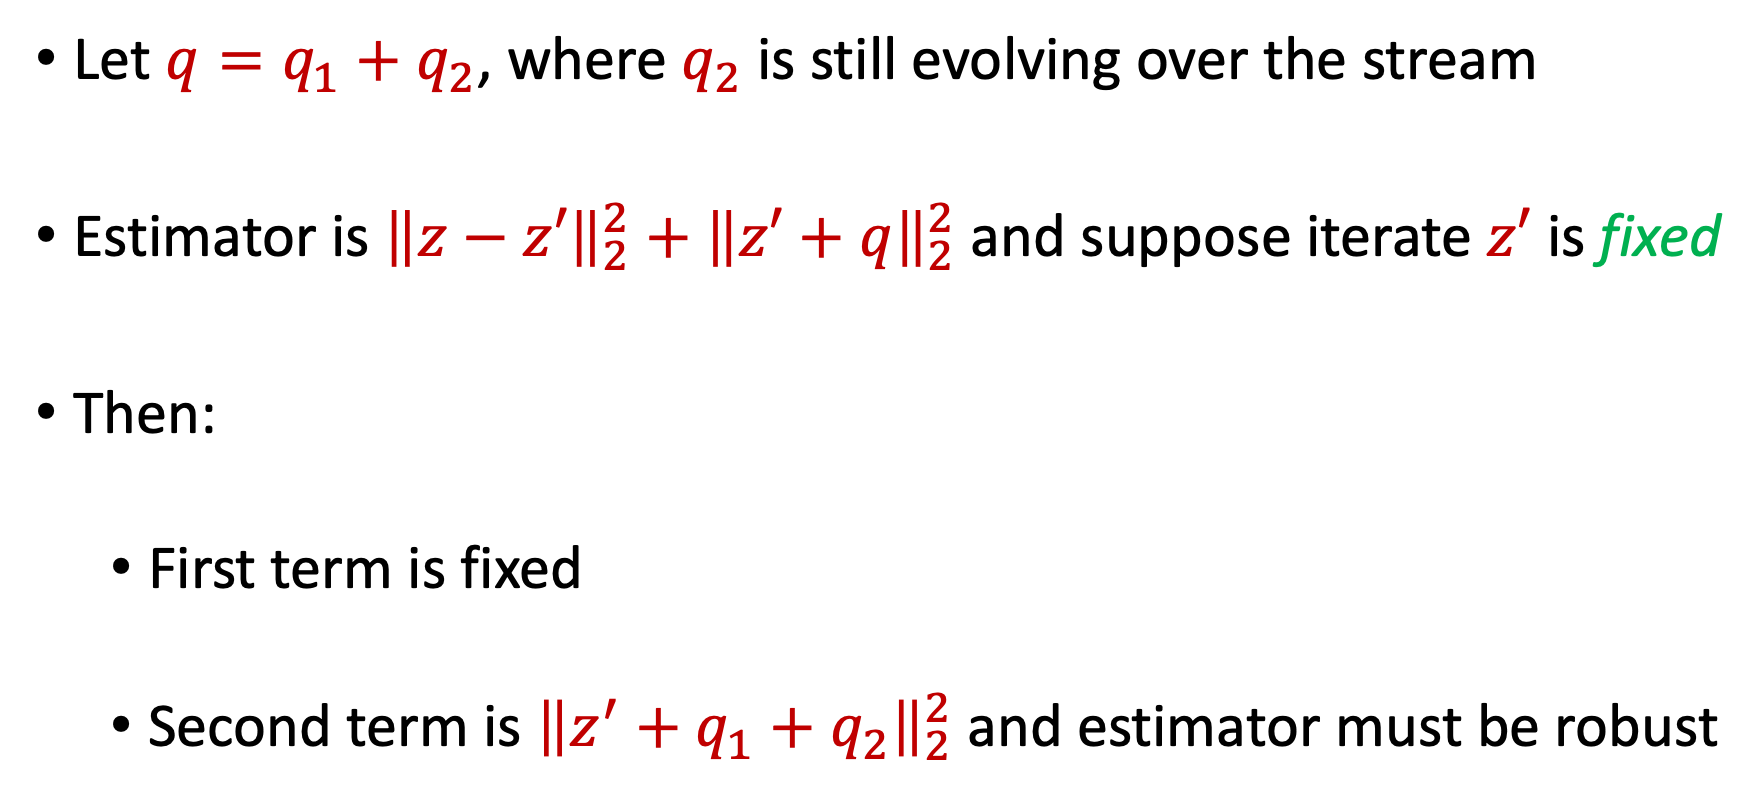 • Let q = q₁ + q₂, where q₂ is still evolving over the stream
• Estimator is ‖z − z′‖₂² + ‖z′ + q‖₂² and suppose iterate z′ is fixed
• Then:
• First term is fixed
• Second term is ‖z′ + q₁ + q₂‖₂² and estimator must be robust